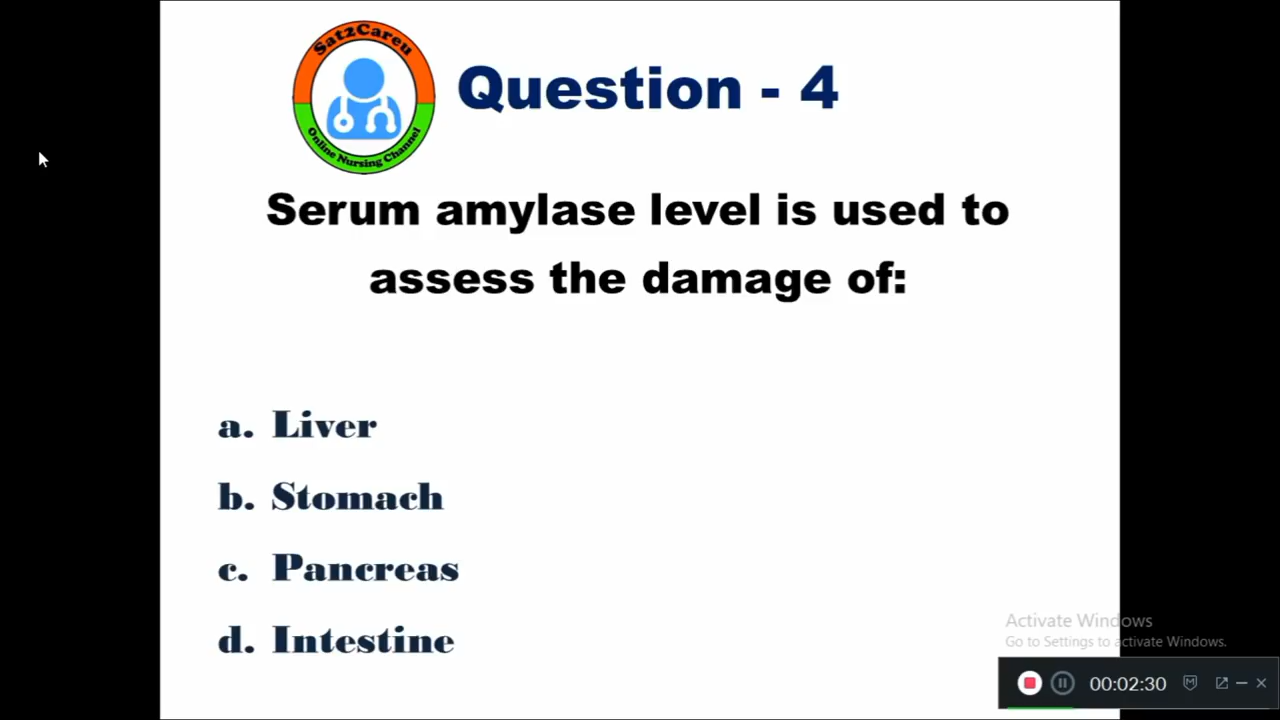 Sat2Careu
Online Nursing Channel
Question - 4
Serum amylase level is used to
assess the damage of:
a. Liver
b. Stomach
c. Pancreas
d. Intestine
Activate Windows
Go to Settings to activate Windows.
00:02:30